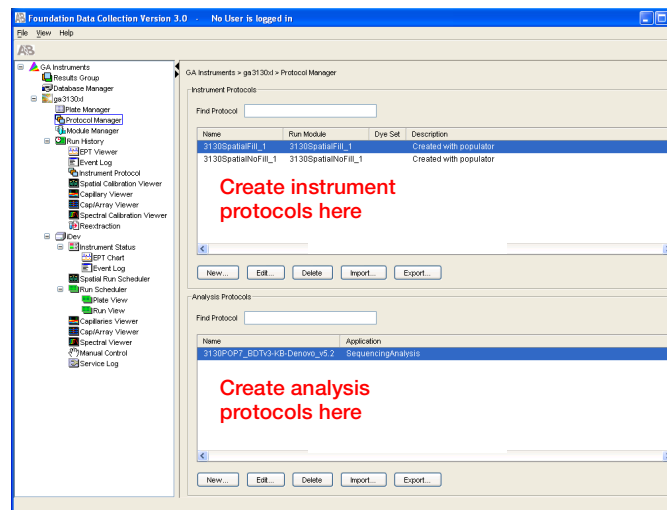 Foundation Data Collection Version 3.0 - No User is logged in
File View Help
AB
GA Instruments
Results Group
Database Manager
ga3130xl
Plate Manager
Protocol Manager
Module Manager
Run History
EPT Viewer
Event Log
Instrument Protocol
Spatial Calibration Viewer
Capillary Viewer
Cap/Array Viewer
Spectral Calibration Viewer
Reextraction
iDev
Instrument Status
EPT Chart
Event Log
Spatial Run Scheduler
Run Scheduler
Plate View
Run View
Capillaries Viewer
Cap/Array Viewer
Spectral Viewer
Manual Control
Service Log
GA Instruments > ga3130xl > Protocol Manager
Instrument Protocols
Find Protocol
Name Run Module Dye Set Description
3130SpatialFill_1 3130SpatialFill_1 Created with populator
3130SpatialNoFill_1 3130SpatialNoFill_1 Created with populator
Create instrument
protocols here
New... Edit... Delete Import... Export...
Analysis Protocols
Find Protocol
Name Application
3130POP7_BDTv3-KB-Denovo_v5.2 SequencingAnalysis
Create analysis
protocols here
New... Edit... Delete Import... Export...